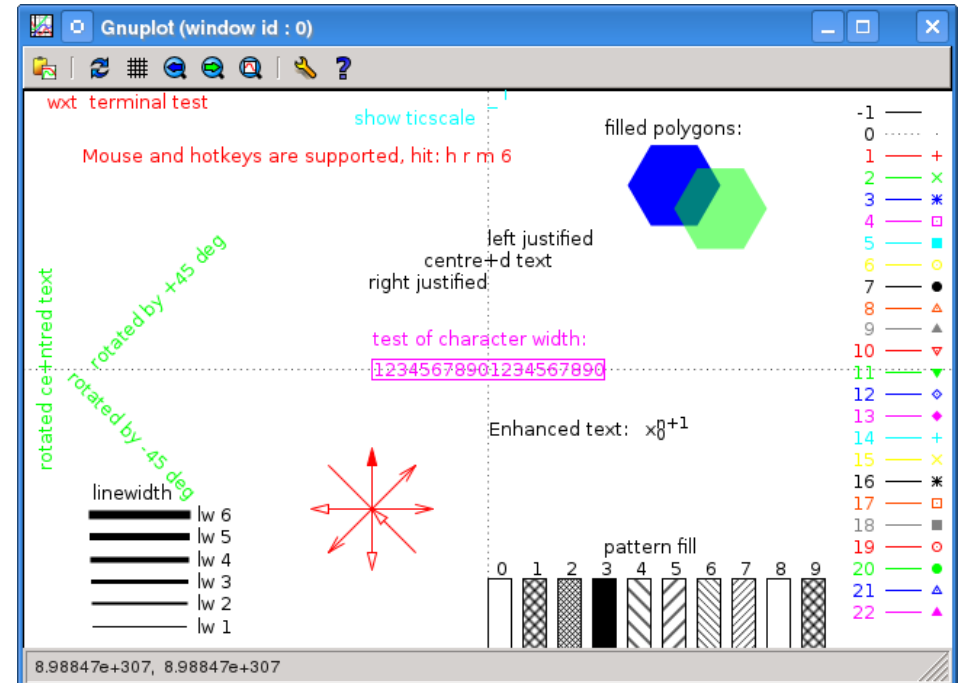 Gnuplot (window id : 0)
wxt terminal test
show ticscale
filled polygons:
Mouse and hotkeys are supported, hit: h r m 6
left justified
centre+d text
right justified
rotated by +45 deg
rotated ce+ntred text
rotated by -45 deg
test of character width:
12345678901234567890
Enhanced text: x₀ⁿ⁺¹
linewidth
lw 6
lw 5
lw 4
lw 3
lw 2
lw 1
pattern fill
0 1 2 3 4 5 6 7 8 9
-1
0
1
2
3
4
5
6
7
8
9
10
11
12
13
14
15
16
17
18
19
20
21
22
8.98847e+307, 8.98847e+307